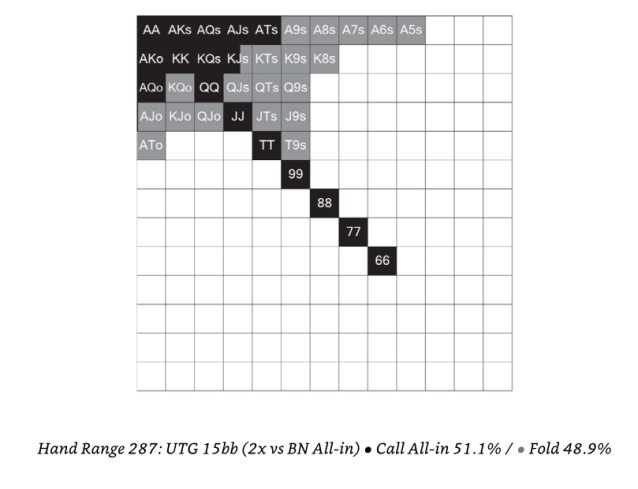 AA AKs AQs AJs ATs A9s A8s A7s A6s A5s
AKo KK KQs KJs KTs K9s K8s
AQo KQo QQ QJs QTs Q9s
AJo KJo QJo JJ JTs J9s
ATo TT T9s
99
88
77
66
Hand Range 287: UTG 15bb (2x vs BN All-in) ● Call All-in 51.1% / ● Fold 48.9%